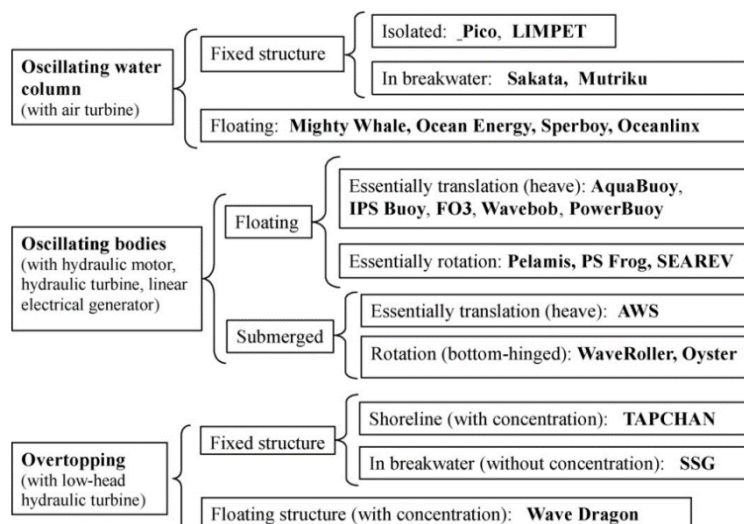 Oscillating water
column
(with air turbine)
Fixed structure
Isolated: _Pico, LIMPET
In breakwater: Sakata, Mutriku
Floating: Mighty Whale, Ocean Energy, Sperboy, Oceanlinx
Oscillating bodies
(with hydraulic motor,
hydraulic turbine, linear
electrical generator)
Floating
Essentially translation (heave): AquaBuoy,
IPS Buoy, FO3, Wavebob, PowerBuoy
Essentially rotation: Pelamis, PS Frog, SEAREV
Submerged
Essentially translation (heave): AWS
Rotation (bottom-hinged): WaveRoller, Oyster
Overtopping
(with low-head
hydraulic turbine)
Fixed structure
Shoreline (with concentration): TAPCHAN
In breakwater (without concentration): SSG
Floating structure (with concentration): Wave Dragon